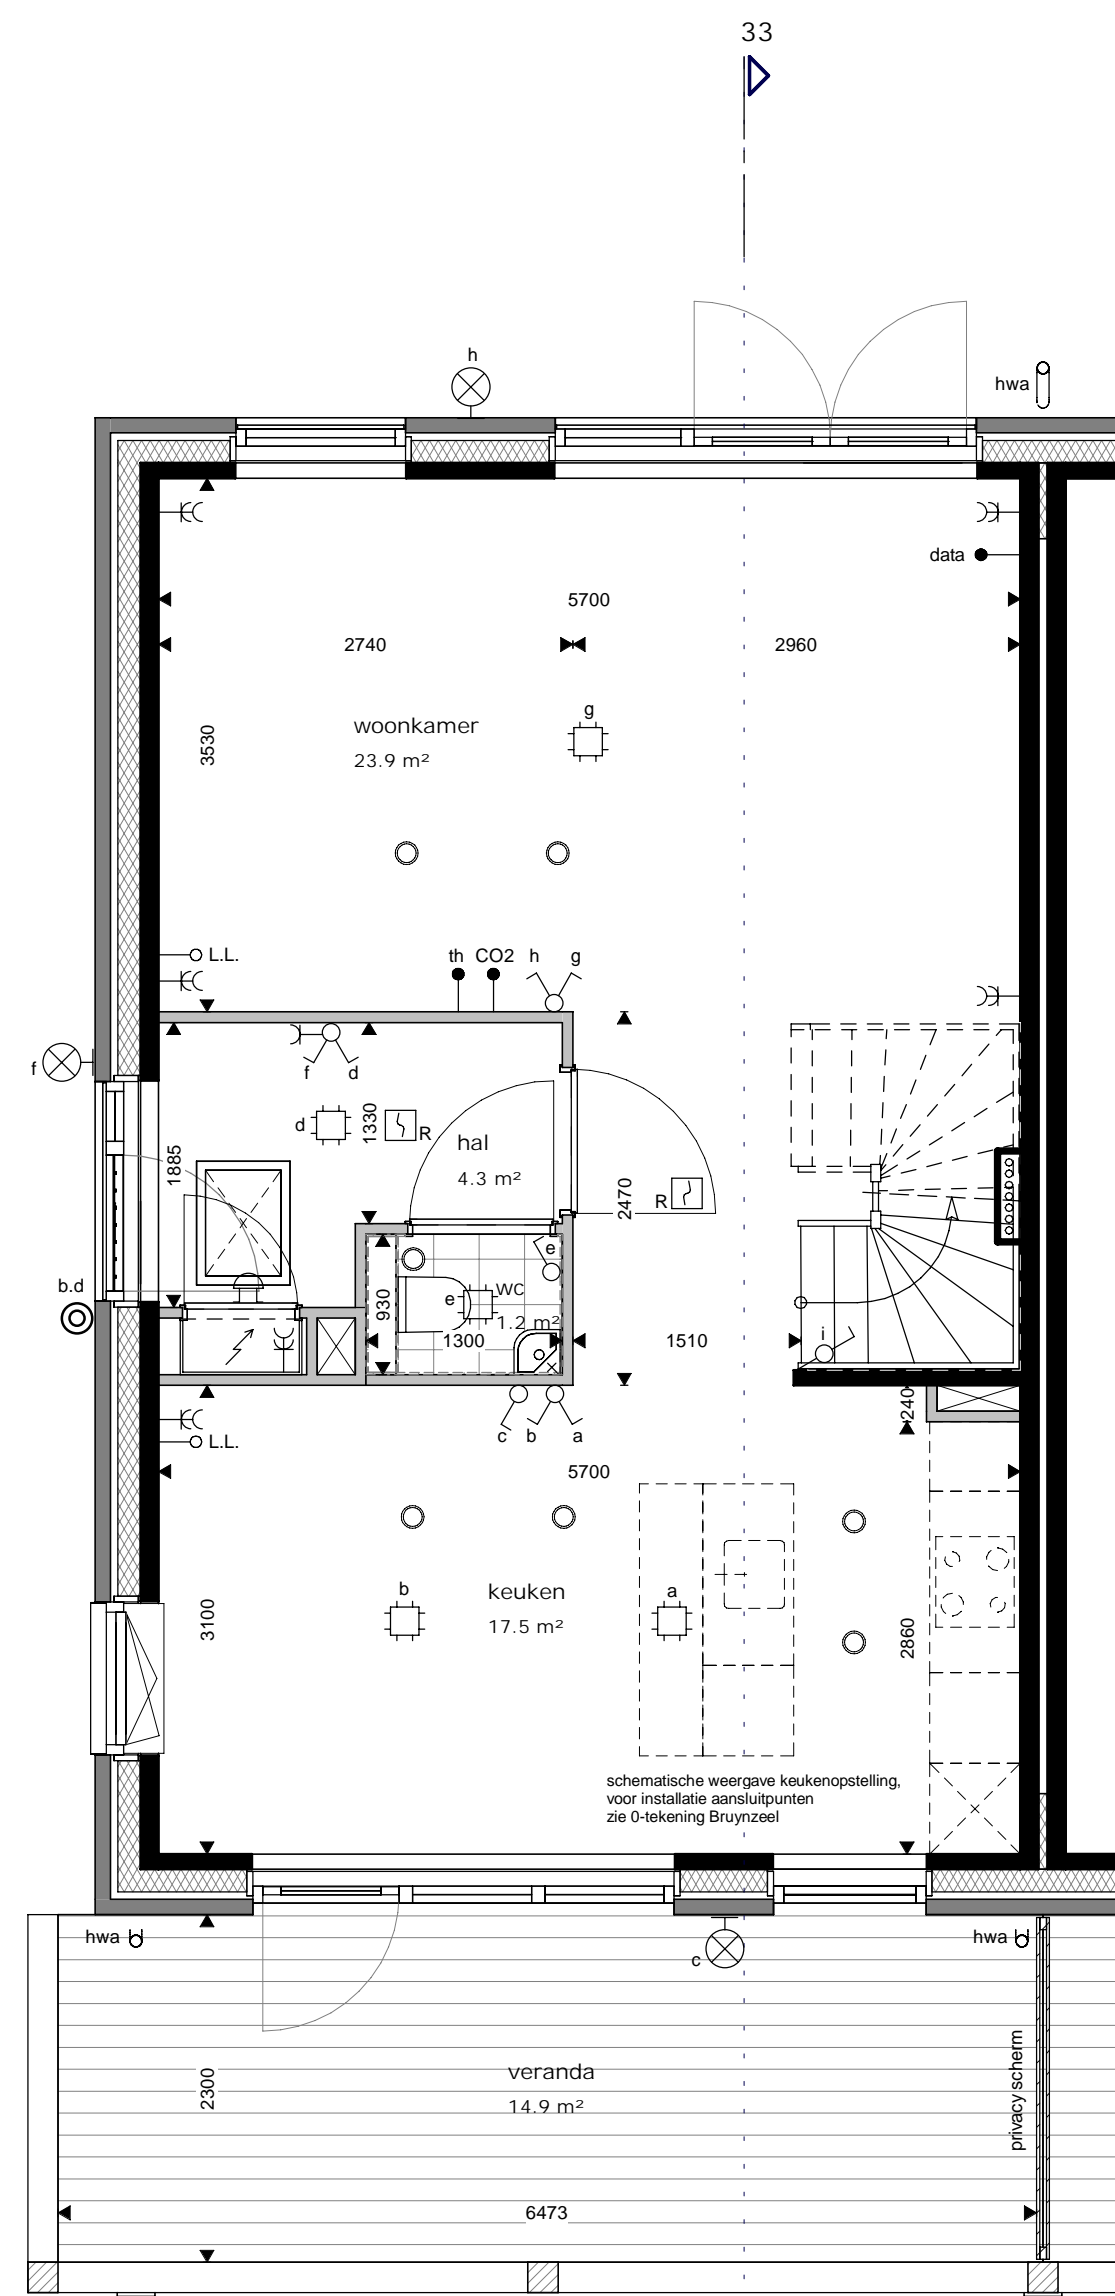 33
h
hwa
data
5700
2740
2960
g
woonkamer
23.9 m²
3530
L.L.
th
CO2
h
g
f
f
d
d
1330
R
hal
4.3 m²
1885
2470
R
b.d
e
e
WC
1.2 m²
930
1300
1510
i
240
c
b
a
L.L.
5700
b
keuken
17.5 m²
a
3100
2860
schematische weergave keukenopstelling,
voor installatie aansluitpunten
zie 0-tekening Bruynzeel
hwa
c
hwa
privacy scherm
veranda
14.9 m²
2300
6473